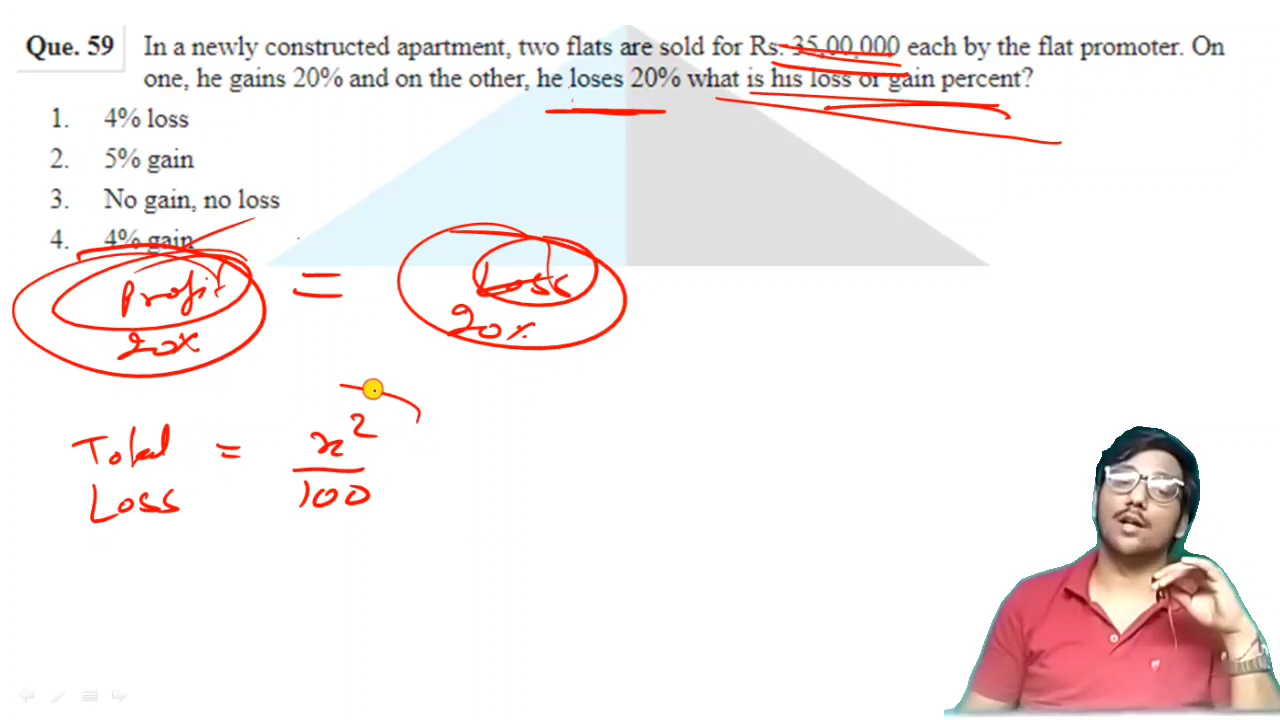 Que. 59
In a newly constructed apartment, two flats are sold for Rs. 35,00,000 each by the flat promoter. On
one, he gains 20% and on the other, he loses 20% what is his loss or gain percent?
1. 4% loss
2. 5% gain
3. No gain, no loss
4. 4% gain
Profit = Loss
20% 20%
Total = x²
Loss 100